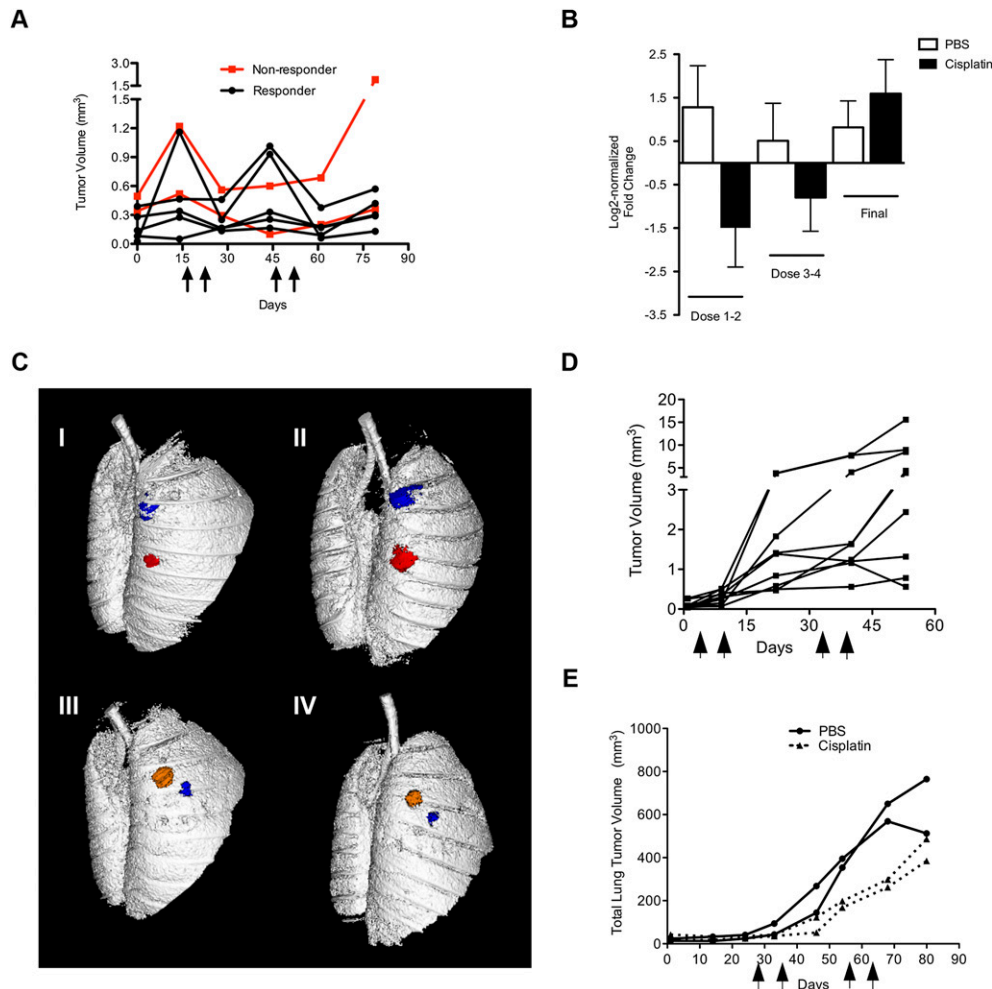 A
Tumor Volume (mm³)
3.0
1.5
1.5
1.2
0.9
0.6
0.3
0.0
0 15 30 45 60 75 90
Days
Non-responder
Responder
B
Log2-normalized
Fold Change
2.5
1.5
0.5
-0.5
-1.5
-2.5
-3.5
PBS
Cisplatin
Final
Dose 3-4
Dose 1-2
C
I
II
III
IV
D
Tumor Volume (mm³)
20
15
10
5
3
2
1
0
0 15 30 45 60
Days
E
Total Lung Tumor Volume (mm³)
1000
800
600
400
200
0
0 10 20 30 40 50 60 70 80 90
Days
PBS
Cisplatin